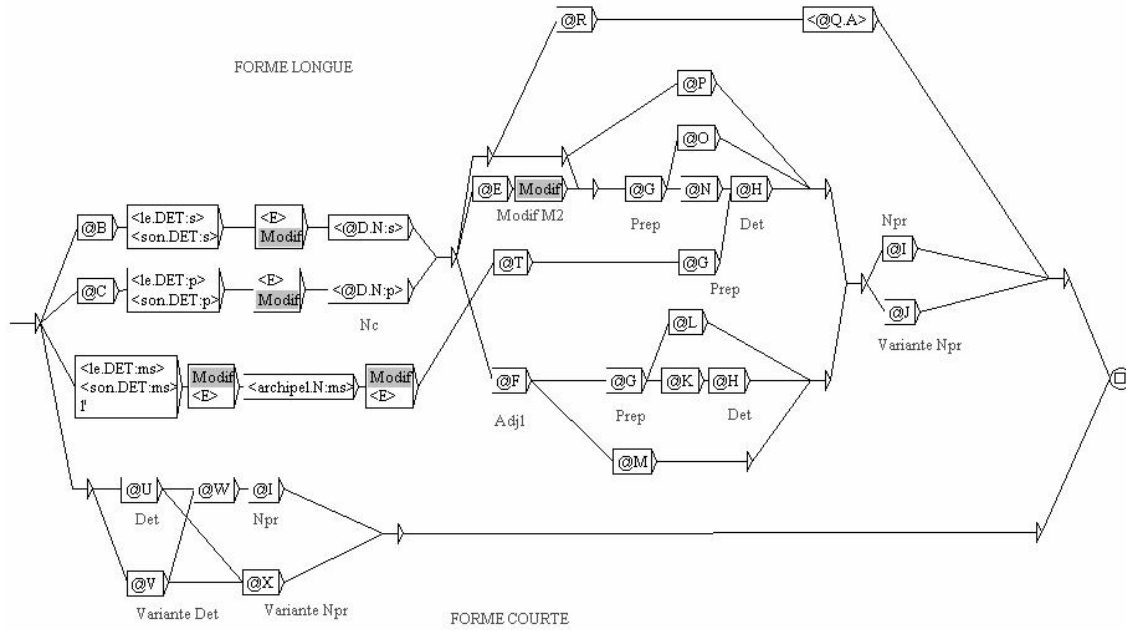 @R
<@Q.A>
FORME LONGUE
@P
@O
@E
Modif
@G
@N
@H
Modif M2
Prep
Det
@B
<le.DET:s>
<son.DET:s>
<E>
Modif
<@D.N:s>
@T
@G
Prep
Npr
@I
@J
Variante Npr
@C
<le.DET:p>
<son.DET:p>
<E>
Modif
<@D.N:p>
Nc
@L
<le.DET:ms>
<son.DET:ms>
l'
Modif
<E>
<archipel.N:ms>
Modif
<E>
@F
@G
@K
@H
Adj1
Prep
Det
@M
@U
@W
@I
Det
Npr
@V
@X
Variante Det
Variante Npr
FORME COURTE